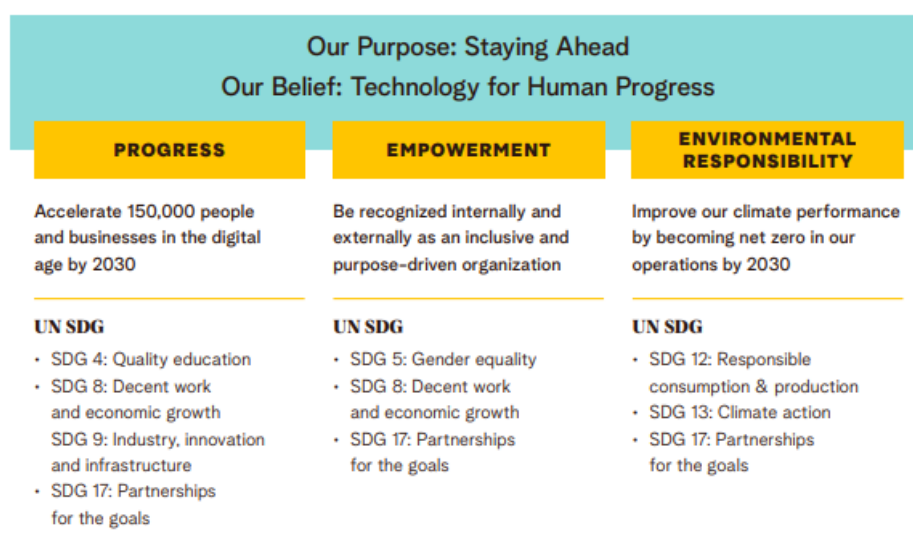 Our Purpose: Staying Ahead
Our Belief: Technology for Human Progress
PROGRESS
Accelerate 150,000 people
and businesses in the digital
age by 2030
UN SDG
• SDG 4: Quality education
• SDG 8: Decent work
and economic growth
SDG 9: Industry, innovation
and infrastructure
• SDG 17: Partnerships
for the goals
EMPOWERMENT
Be recognized internally and
externally as an inclusive and
purpose-driven organization
UN SDG
• SDG 5: Gender equality
• SDG 8: Decent work
and economic growth
• SDG 17: Partnerships
for the goals
ENVIRONMENTAL
RESPONSIBILITY
Improve our climate performance
by becoming net zero in our
operations by 2030
UN SDG
• SDG 12: Responsible
consumption & production
• SDG 13: Climate action
• SDG 17: Partnerships
for the goals